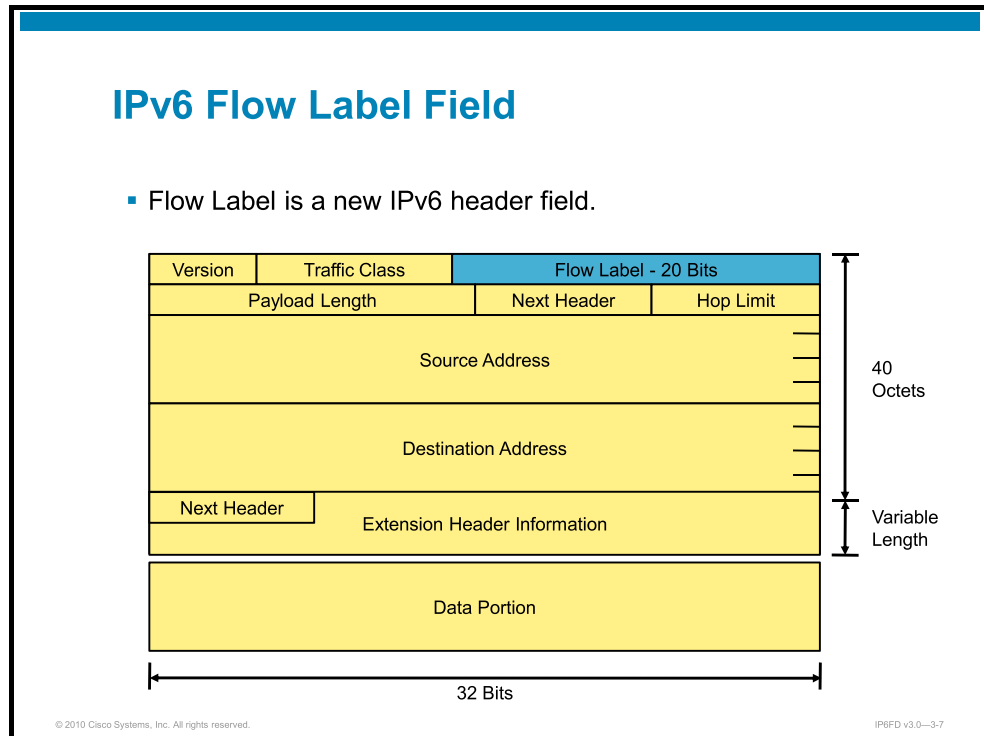 IPv6 Flow Label Field
▪ Flow Label is a new IPv6 header field.
Version Traffic Class Flow Label - 20 Bits
Payload Length Next Header Hop Limit
Source Address
40
Octets
Destination Address
Next Header
Extension Header Information
Variable
Length
Data Portion
32 Bits
© 2010 Cisco Systems, Inc. All rights reserved. IP6FD v3.0—3-7